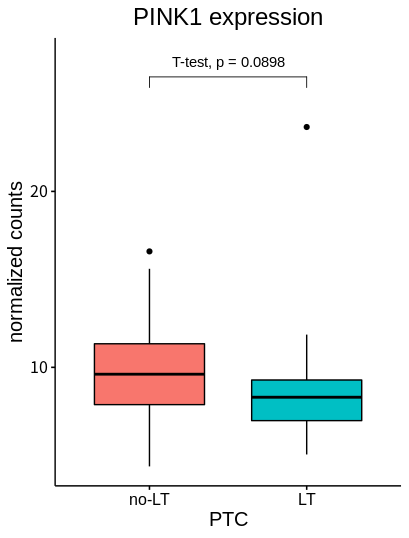 PINK1 expression
T-test, p = 0.0898
normalized counts
20
10
no-LT
LT
PTC